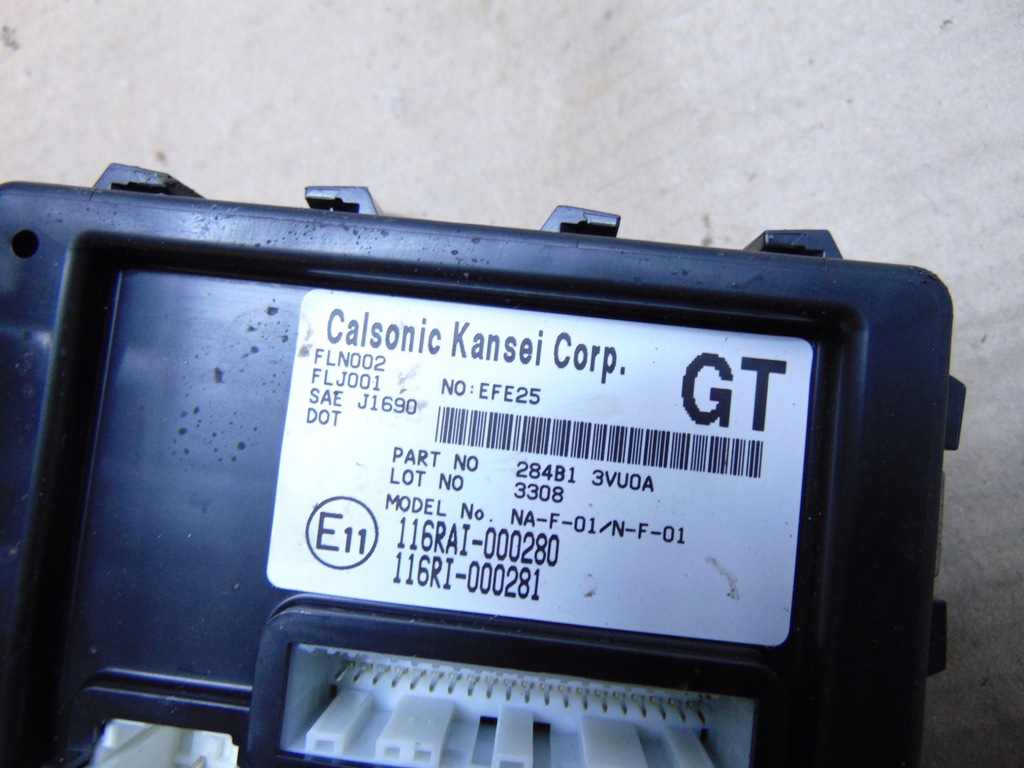 Calsonic Kansei Corp.
GT
FLN002
FLJ001
SAE J1690
DOT
NO:EFE25
PART NO 284B1 3VU0A
LOT NO 3308
MODEL No. NA-F-01/N-F-01
E11
116RAI-000280
116RI-000281